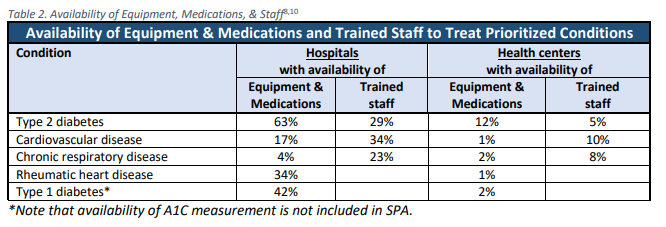 Table 2. Availability of Equipment, Medications, & Staff8,10
Availability of Equipment & Medications and Trained Staff to Treat Prioritized Conditions
Condition Hospitals with availability of Health centers with availability of
Equipment & Medications Trained staff Equipment & Medications Trained staff
Type 2 diabetes 63% 29% 12% 5%
Cardiovascular disease 17% 34% 1% 10%
Chronic respiratory disease 4% 23% 2% 8%
Rheumatic heart disease 34% 1%
Type 1 diabetes* 42% 2%
*Note that availability of A1C measurement is not included in SPA.